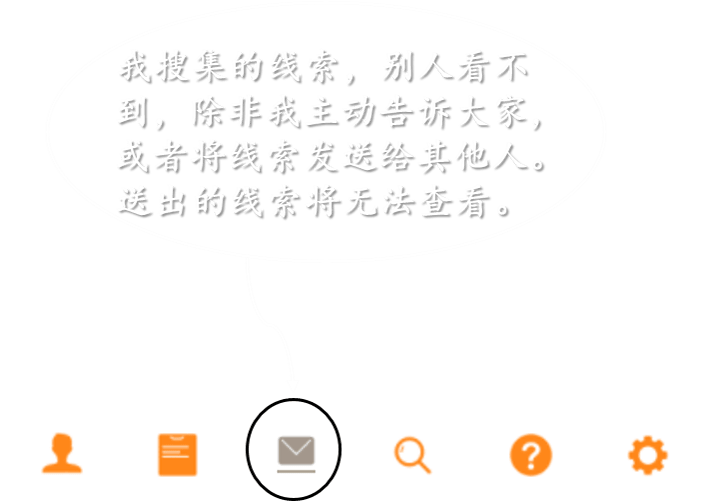 我搜集的线索，别人看不
到，除非我主动告诉大家，
或者将线索发送给其他人。
送出的线索将无法查看。